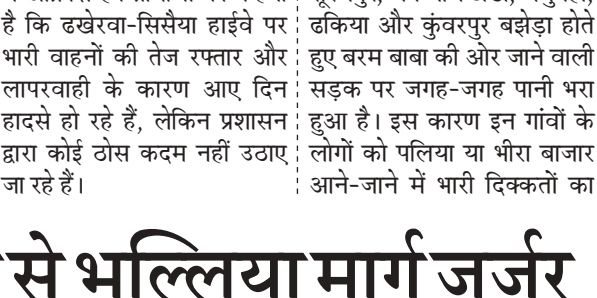 है कि ढखेरवा-सिसैया हाईवे पर
भारी वाहनों की तेज रफ्तार और
लापरवाही के कारण आए दिन
हादसे हो रहे हैं, लेकिन प्रशासन
द्वारा कोई ठोस कदम नहीं उठाए
जा रहे हैं।
ढकिया और कुंवरपुर बझेड़ा होते
हुए बरम बाबा की ओर जाने वाली
सड़क पर जगह-जगह पानी भरा
हुआ है। इस कारण इन गांवों के
लोगों को पलिया या भीरा बाजार
आने-जाने में भारी दिक्कतों का
से भल्लिया मार्ग जर्जर